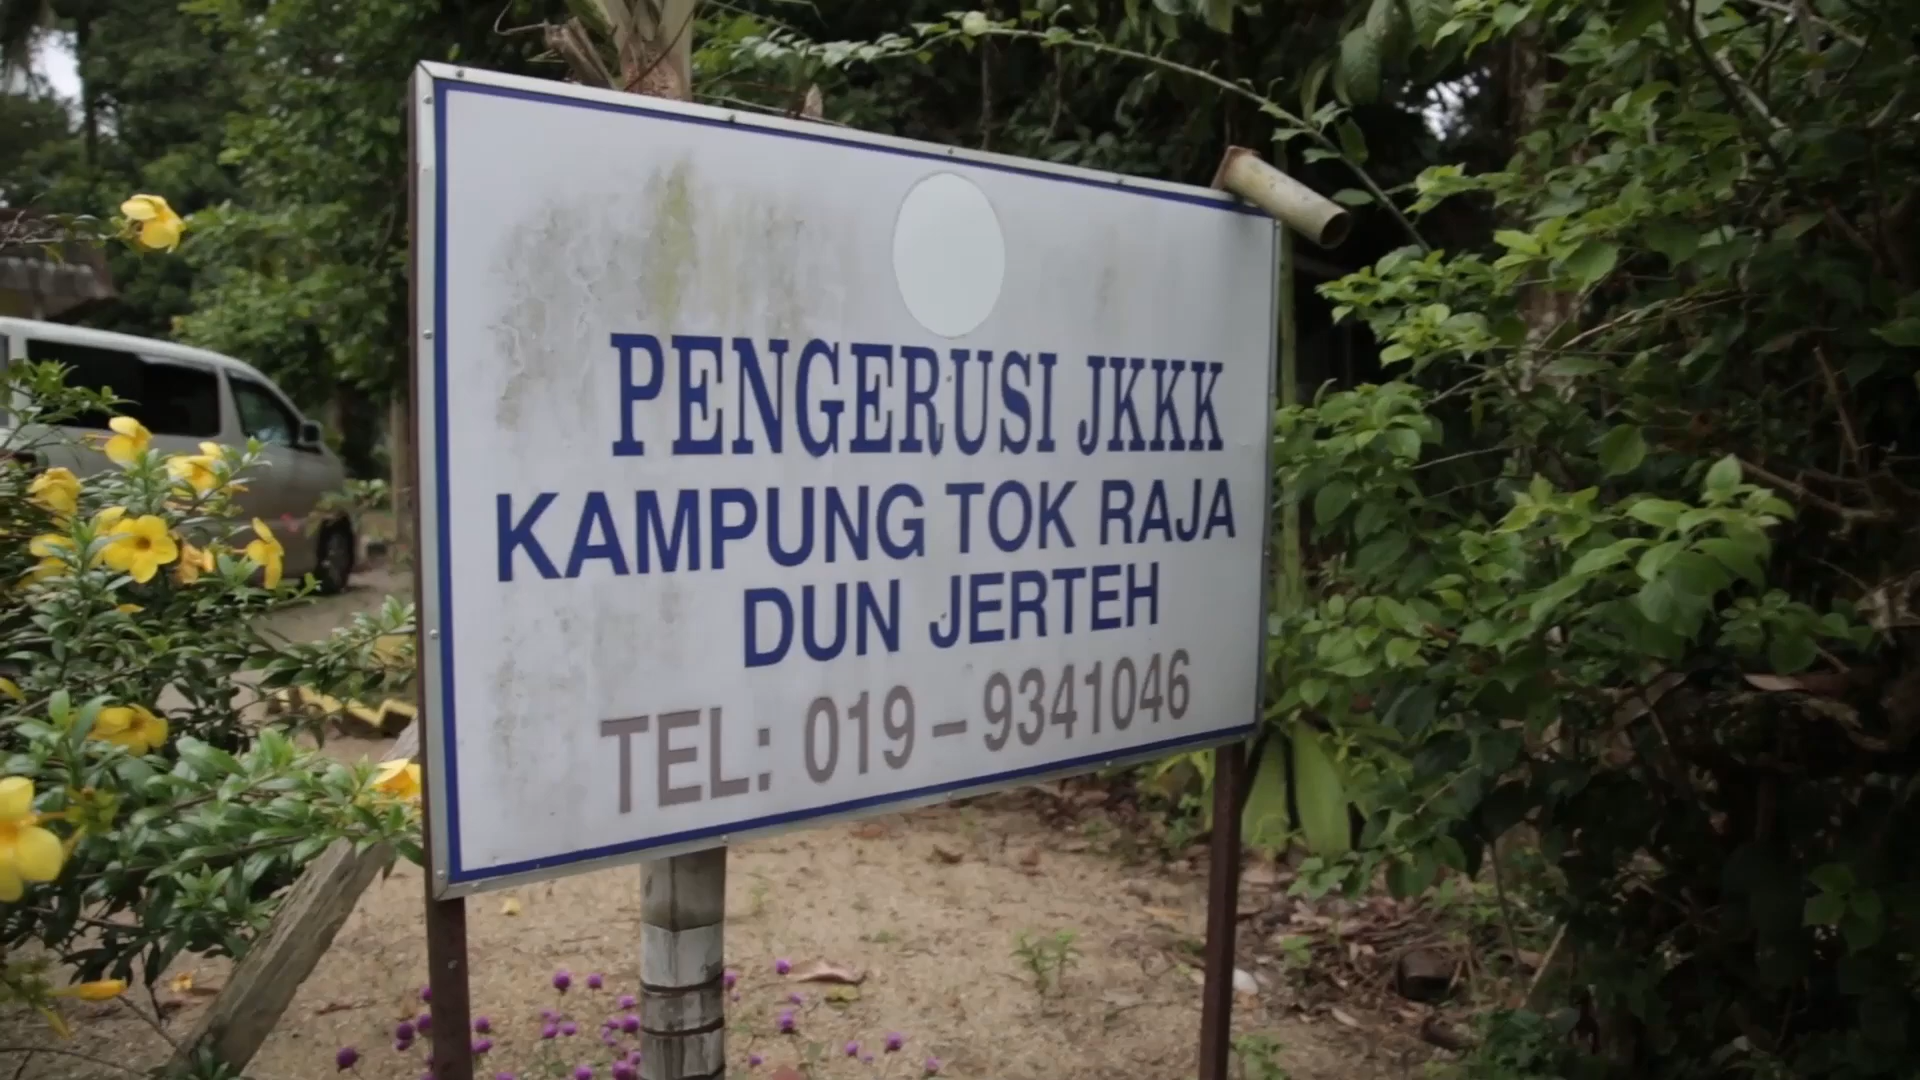 PENGERUSI JKKK
KAMPUNG TOK RAJA
DUN JERTEH
TEL: 019 – 9341046